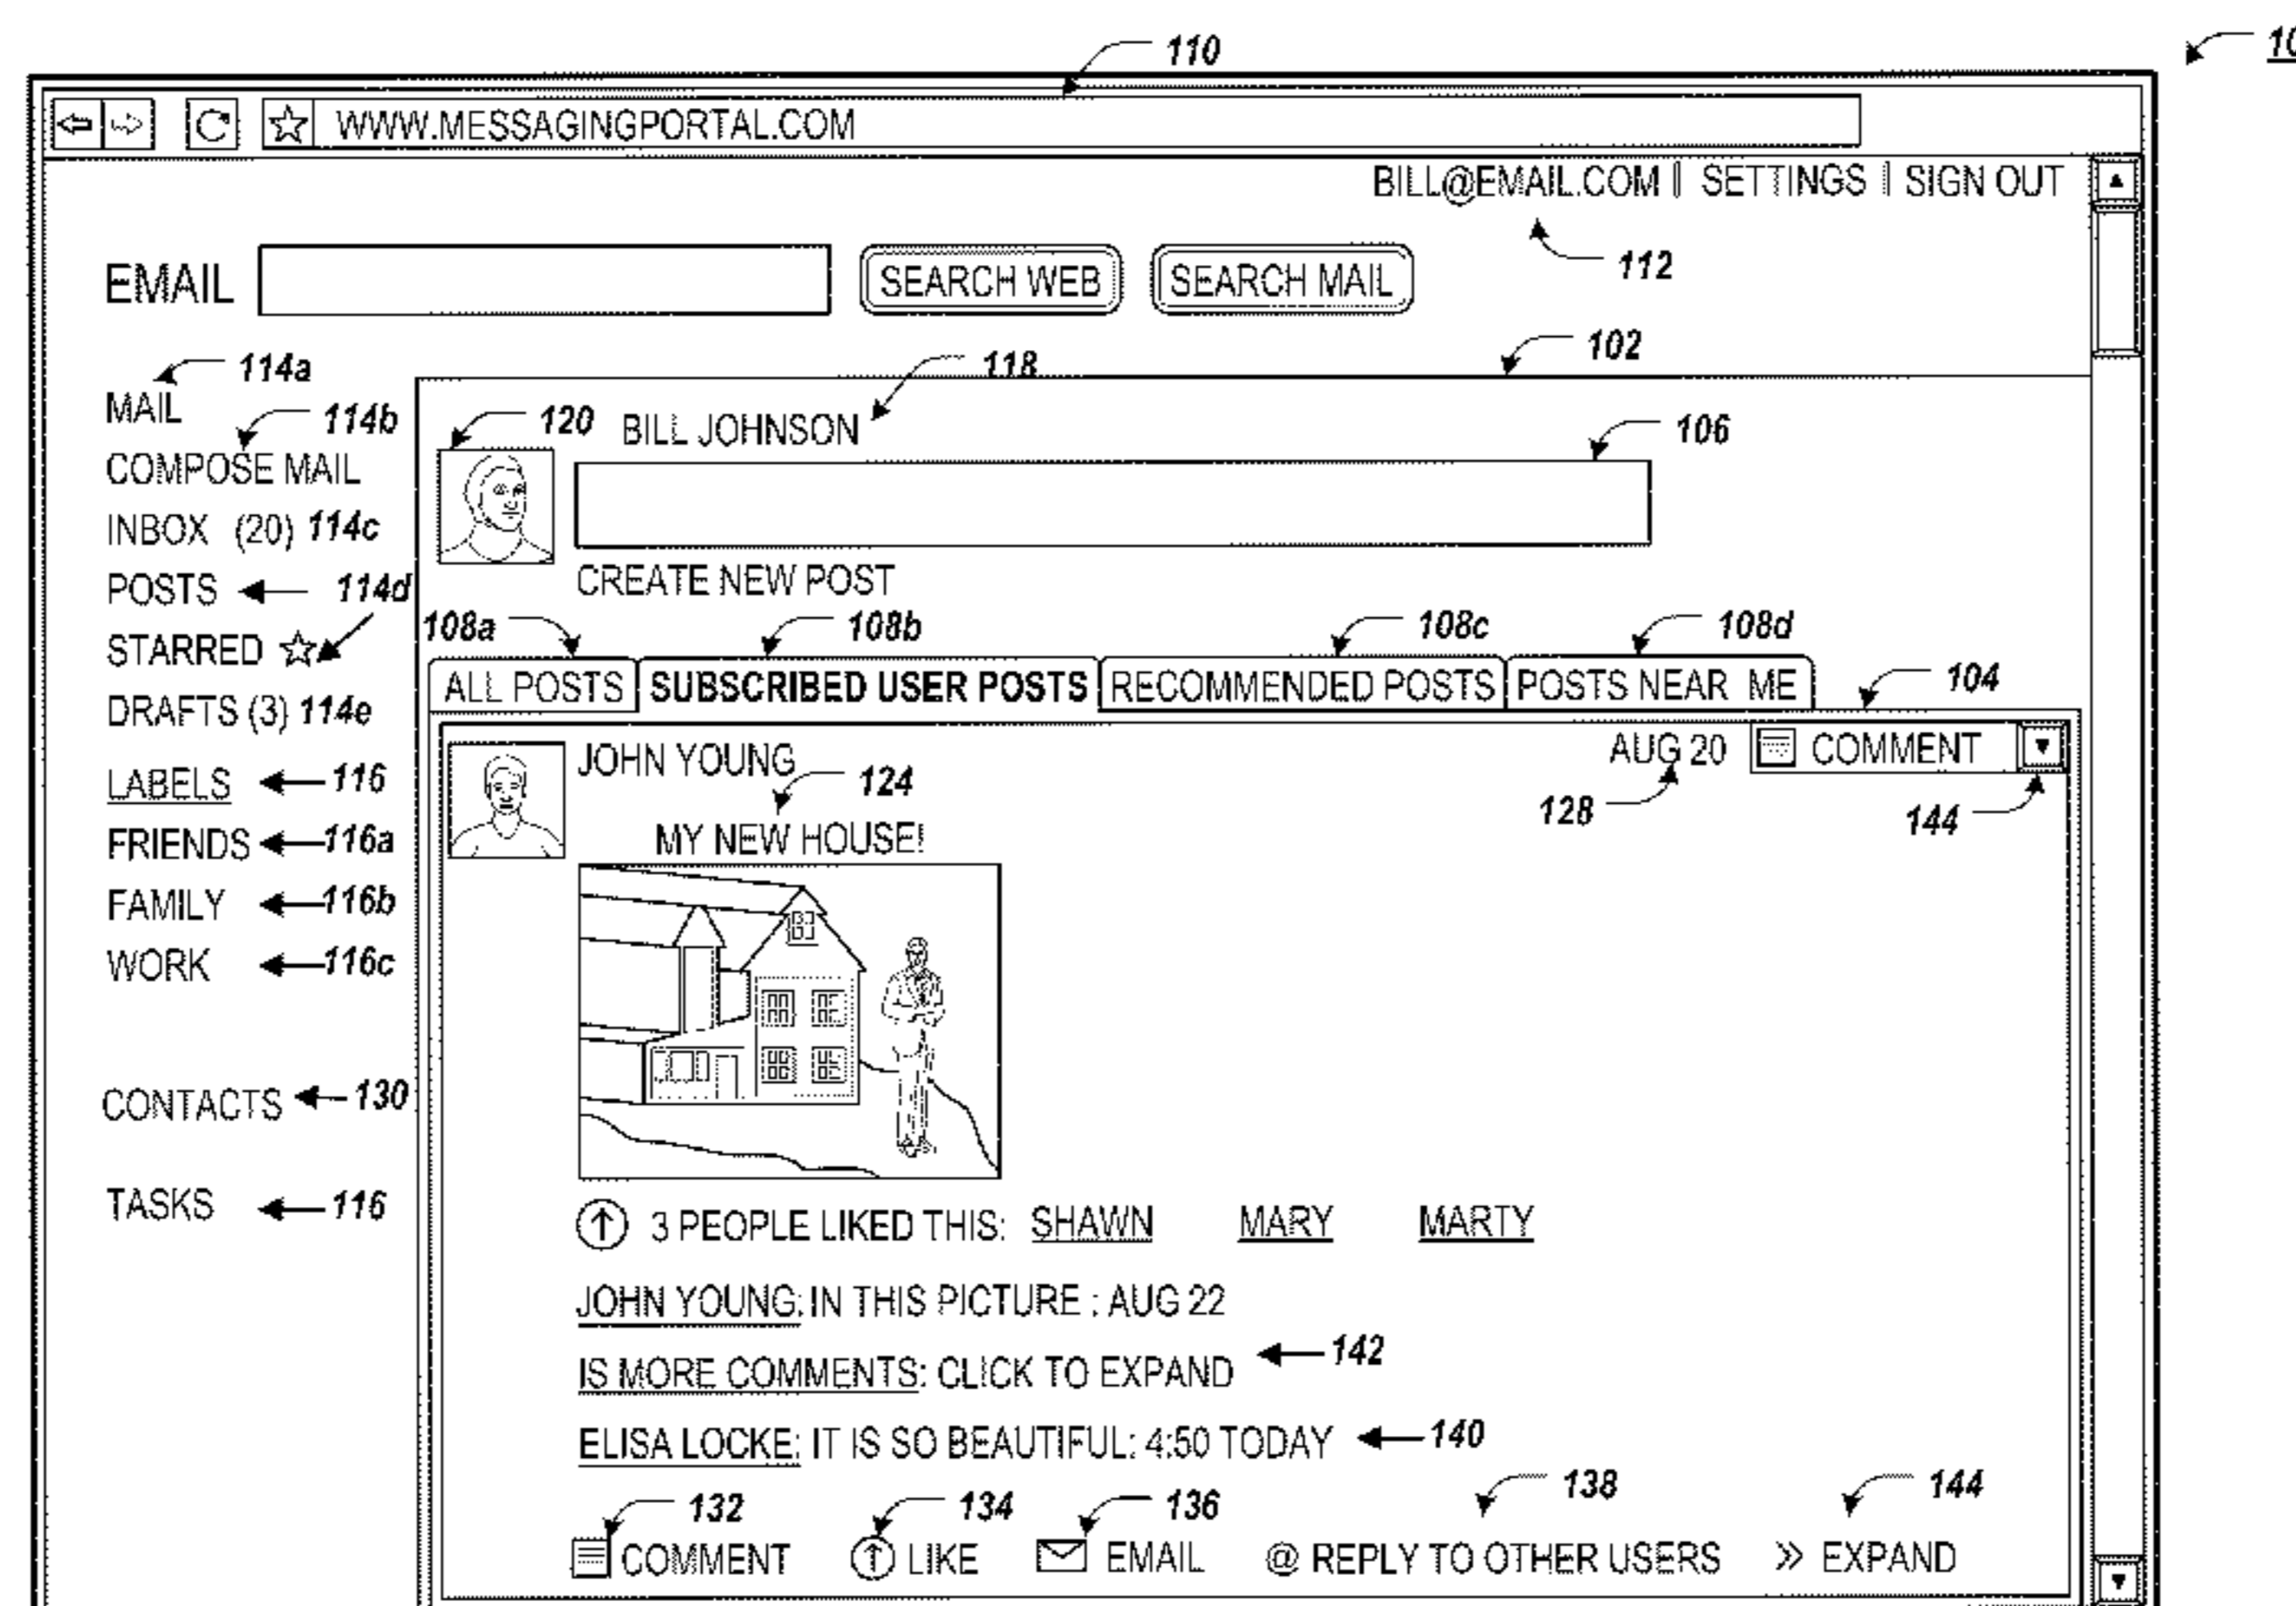 110
WWW.MESSAGINGPORTAL.COM
BILL@EMAIL.COM | SETTINGS | SIGN OUT
112
EMAIL SEARCH WEB SEARCH MAIL
102
114a 118
MAIL
114b 120 BILL JOHNSON 106
COMPOSE MAIL
INBOX (20) 114c
POSTS 114d CREATE NEW POST
108a 108b 108c 108d
STARRED
ALL POSTS SUBSCRIBED USER POSTS RECOMMENDED POSTS POSTS NEAR ME 104
DRAFTS (3) 114e
JOHN YOUNG AUG 20 COMMENT
LABELS 116 124 128 144
FRIENDS 116a MY NEW HOUSE!
FAMILY 116b
WORK 116c
CONTACTS 130
TASKS 116
3 PEOPLE LIKED THIS: SHAWN MARY MARTY
JOHN YOUNG: IN THIS PICTURE : AUG 22
IS MORE COMMENTS: CLICK TO EXPAND 142
ELISA LOCKE: IT IS SO BEAUTIFUL: 4:50 TODAY 140
132 134 136 138 144
COMMENT LIKE EMAIL @ REPLY TO OTHER USERS >> EXPAND